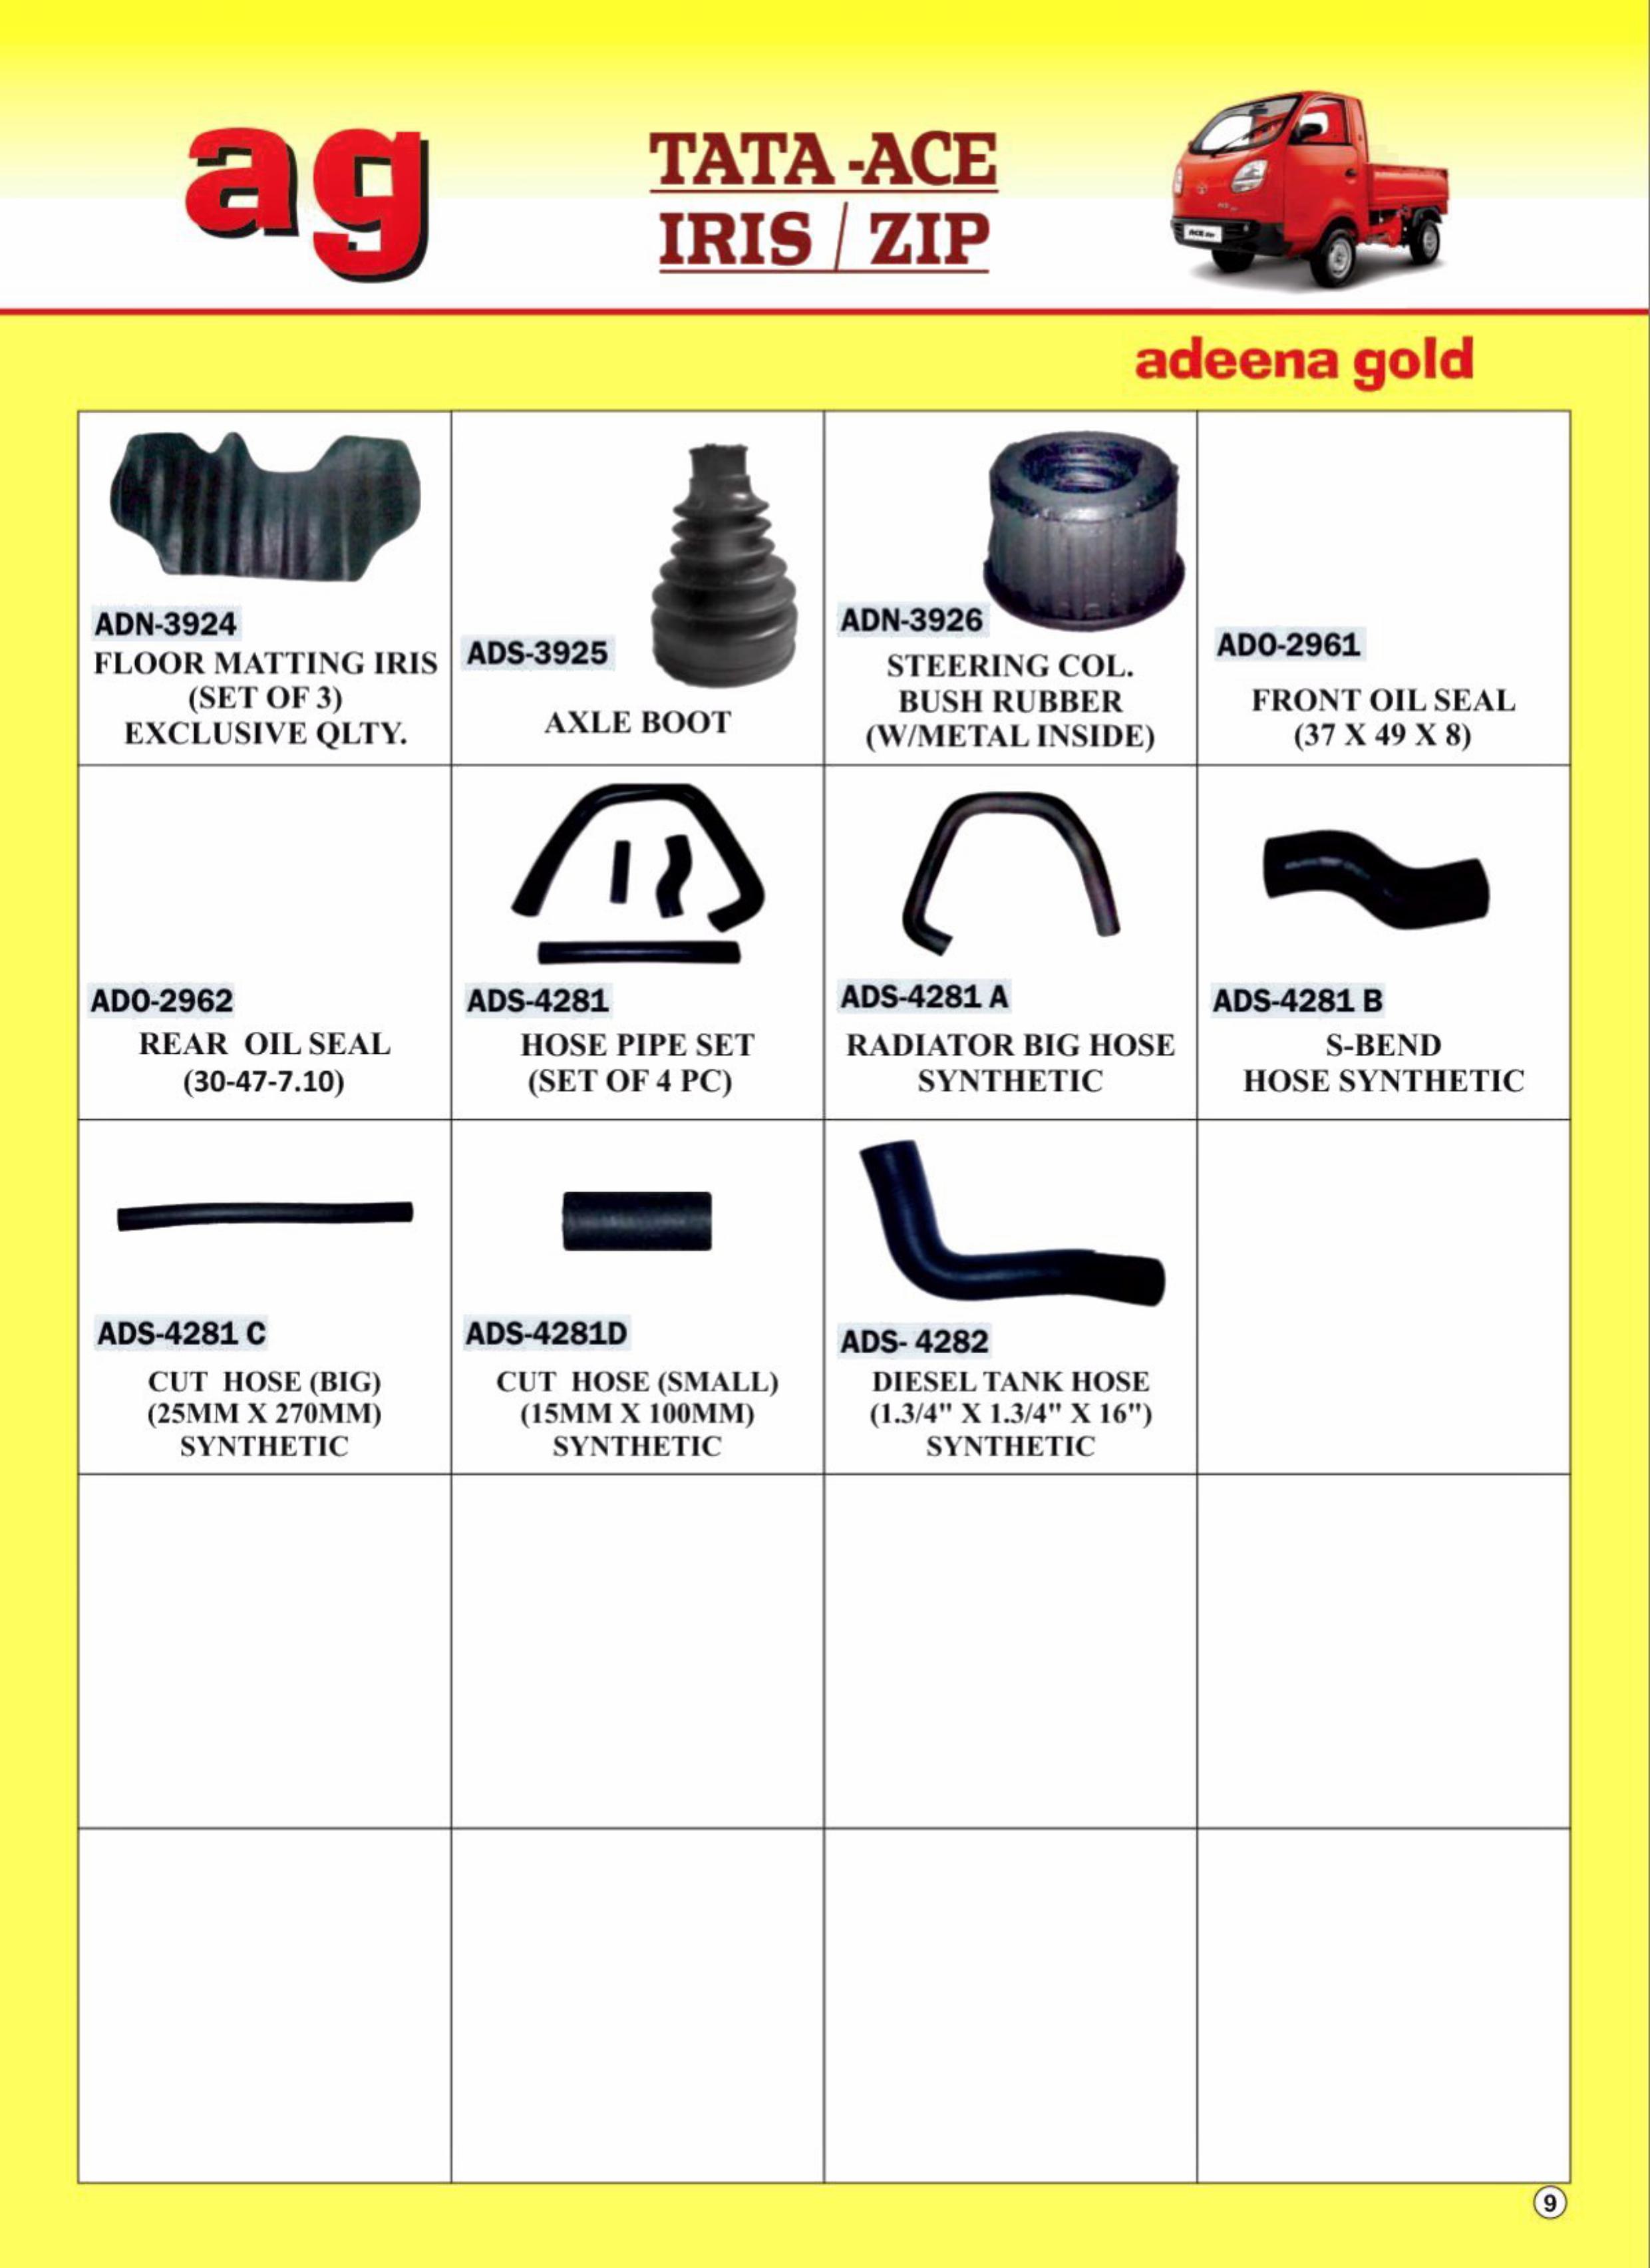 ag
TATA -ACE
IRIS / ZIP
adeena gold
ADN-3924
FLOOR MATTING IRIS
(SET OF 3)
EXCLUSIVE QLTY.
ADS-3925
AXLE BOOT
ADN-3926
STEERING COL.
BUSH RUBBER
(W/METAL INSIDE)
ADO-2961
FRONT OIL SEAL
(37 X 49 X 8)
ADO-2962
REAR OIL SEAL
(30-47-7.10)
ADS-4281
HOSE PIPE SET
(SET OF 4 PC)
ADS-4281 A
RADIATOR BIG HOSE
SYNTHETIC
ADS-4281 B
S-BEND
HOSE SYNTHETIC
ADS-4281 C
CUT HOSE (BIG)
(25MM X 270MM)
SYNTHETIC
ADS-4281D
CUT HOSE (SMALL)
(15MM X 100MM)
SYNTHETIC
ADS- 4282
DIESEL TANK HOSE
(1.3/4" X 1.3/4" X 16")
SYNTHETIC
9